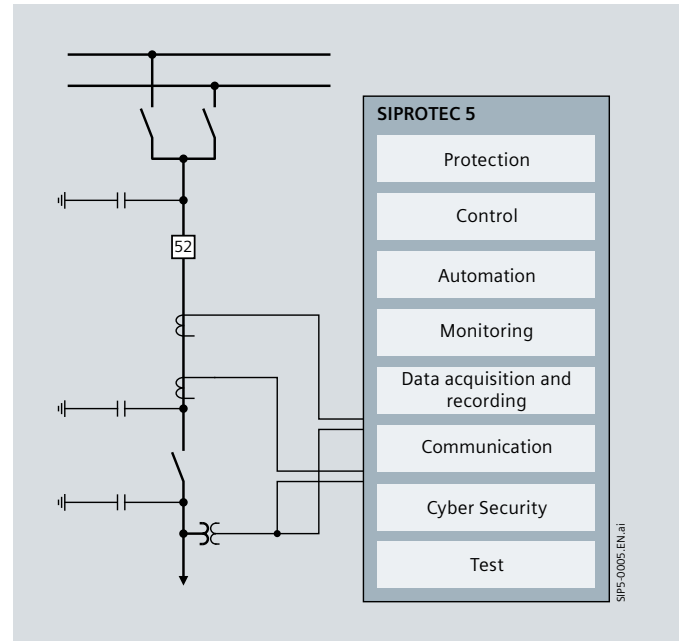 SIPROTEC 5
Protection
Control
52
Automation
Monitoring
Data acquisition and
recording
Communication
Cyber Security
Test
SIP5-0005.EN.ai